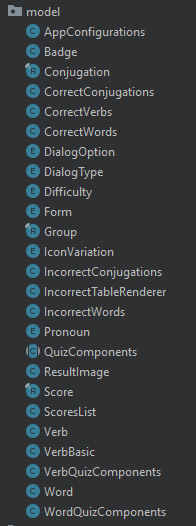 model
C AppConfigurations
C Badge
R Conjugation
C CorrectConjugations
C CorrectVerbs
C CorrectWords
E DialogOption
E DialogType
E Difficulty
E Form
R Group
E IconVariation
C IncorrectConjugations
C IncorrectTableRenderer
C IncorrectWords
E Pronoun
C QuizComponents
C ResultImage
R Score
C ScoresList
C Verb
C VerbBasic
C VerbQuizComponents
C Word
C WordQuizComponents